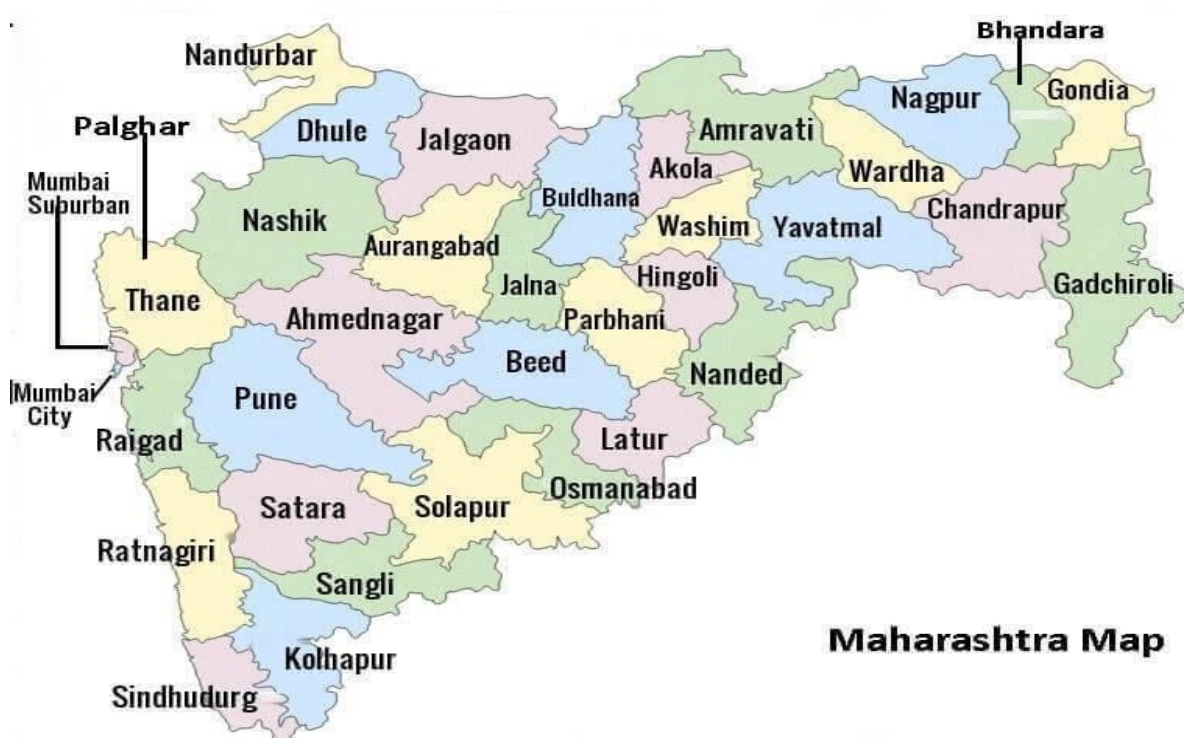 Bhandara
Nandurbar
Gondia
Nagpur
Palghar
Dhule
Jalgaon
Amravati
Mumbai
Suburban
Akola
Wardha
Buldhana
Chandrapur
Nashik
Washim
Yavatmal
Aurangabad
Hingoli
Jalna
Gadchiroli
Thane
Ahmednagar
Parbhani
Beed
Nanded
Mumbai
City
Pune
Raigad
Latur
Osmanabad
Satara
Solapur
Ratnagiri
Sangli
Maharashtra Map
Kolhapur
Sindhudurg